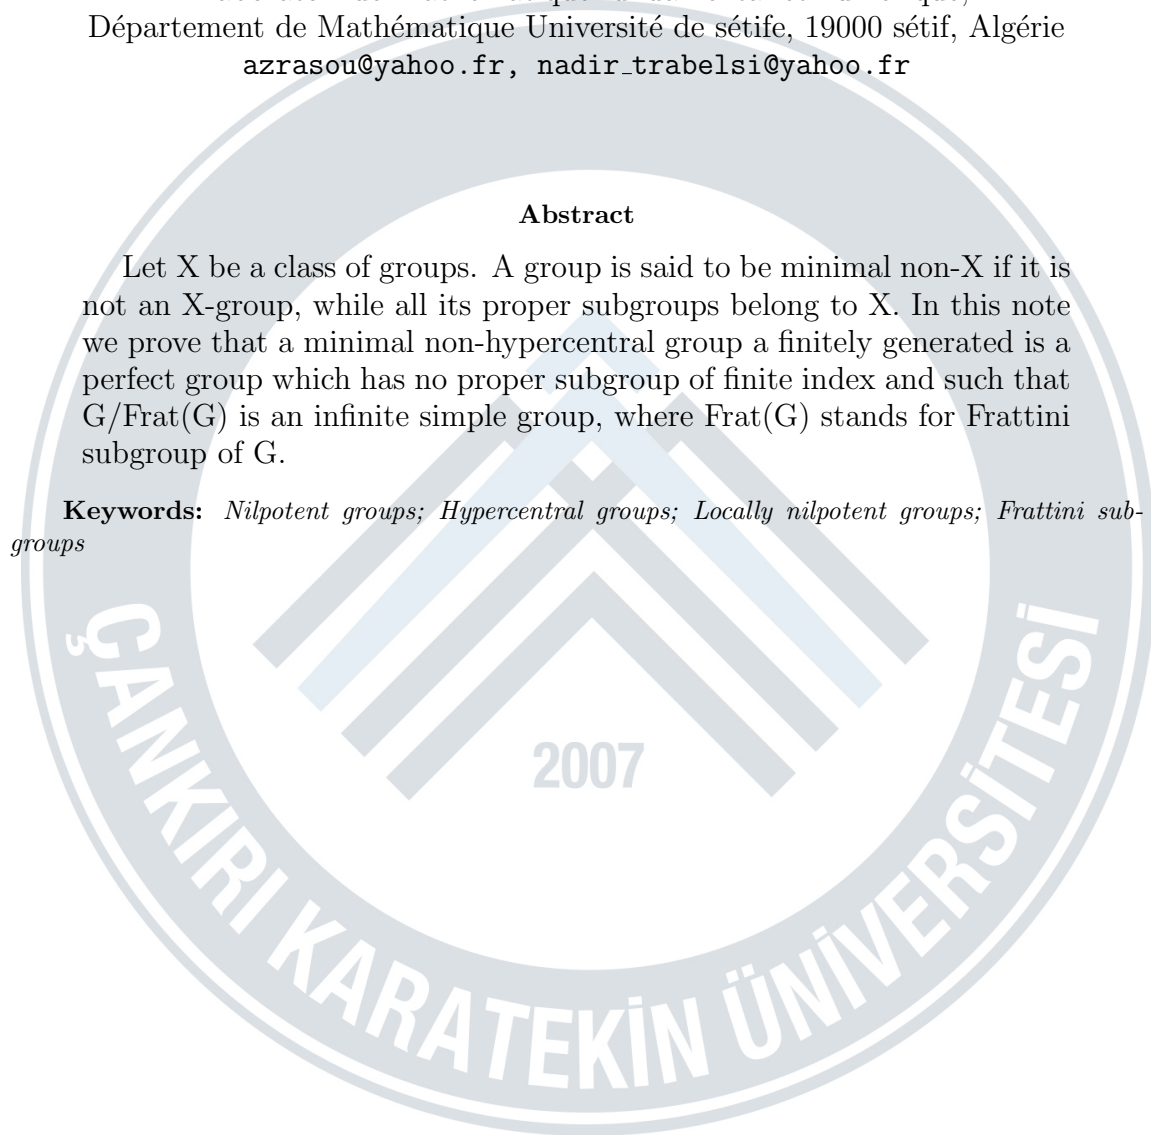 Département de Mathématique Université de sétife, 19000 sétif, Algérie
azrasou@yahoo.fr, nadir_trabelsi@yahoo.fr
Abstract
Let X be a class of groups. A group is said to be minimal non-X if it is
not an X-group, while all its proper subgroups belong to X. In this note
we prove that a minimal non-hypercentral group a finitely generated is a
perfect group which has no proper subgroup of finite index and such that
G/Frat(G) is an infinite simple group, where Frat(G) stands for Frattini
subgroup of G.
Keywords: Nilpotent groups; Hypercentral groups; Locally nilpotent groups; Frattini sub-
groups
2007
ÇANKIRI KARATEKİN ÜNİVERSİTESİ